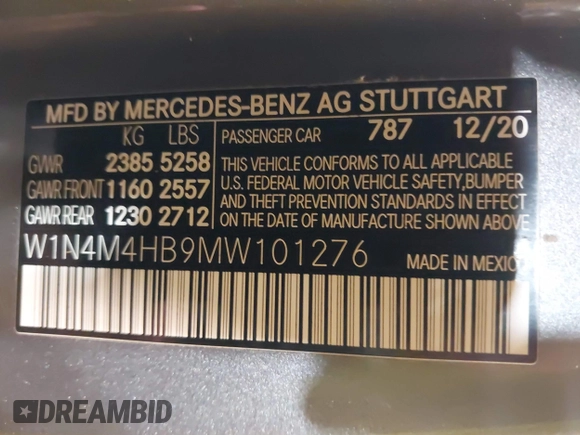 MFD BY MERCEDES-BENZ AG STUTTGART
KG LBS PASSENGER CAR 787 12/20
GVWR 2385 5258 THIS VEHICLE CONFORMS TO ALL APPLICABLE
GAWR FRONT 1160 2557 U.S. FEDERAL MOTOR VEHICLE SAFETY,BUMPER
AND THEFT PREVENTION STANDARDS IN EFFECT
GAWR REAR 1230 2712 ON THE DATE OF MANUFACTURE SHOWN ABOVE
W1N4M4HB9MW101276 MADE IN MEXICO
DREAMBID